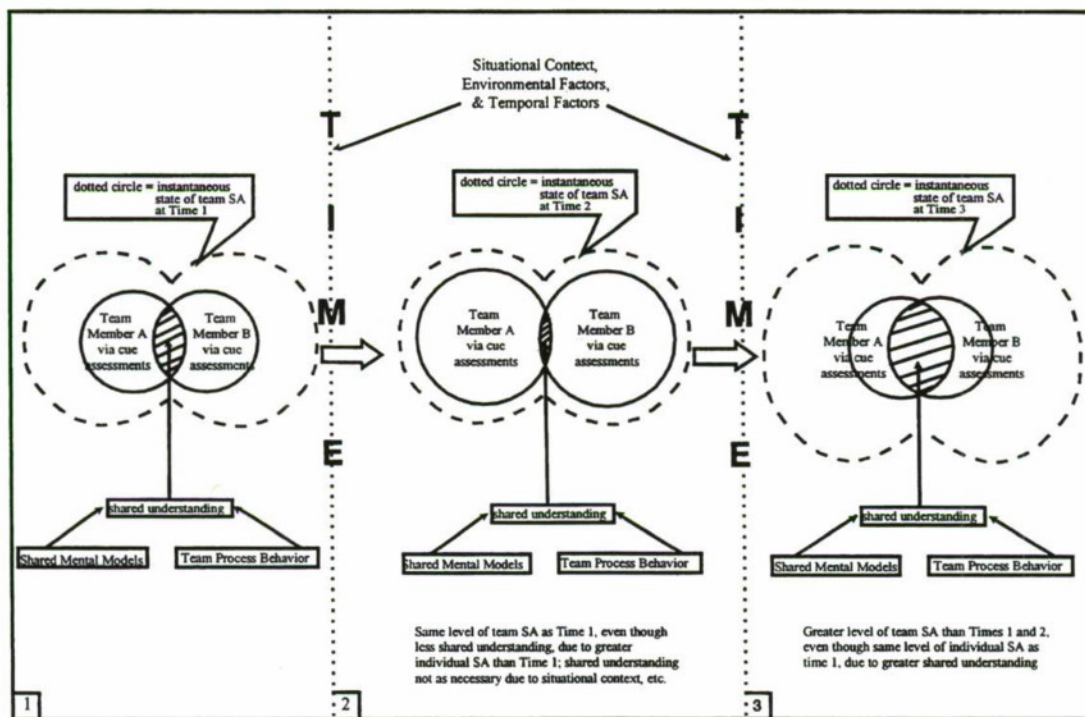 Situational Context,
Environmental Factors,
& Temporal Factors
T
I
M
E
T
I
M
E
dotted circle = instantaneous
state of team SA
at Time 1
Team
Member A
via cue
assessments
Team
Member B
via cue
assessments
shared understanding
Shared Mental Models
Team Process Behavior
1
dotted circle = instantaneous
state of team SA
at Time 2
Team
Member A
via cue
assessments
Team
Member B
via cue
assessments
shared understanding
Shared Mental Models
Team Process Behavior
Same level of team SA as Time 1, even though
less shared understanding, due to greater
individual SA than Time 1; shared understanding
not as necessary due to situational context, etc.
2
dotted circle = instantaneous
state of team SA
at Time 3
Team
Member A
via cue
assessments
Team
Member B
via cue
assessments
shared understanding
Shared Mental Models
Team Process Behavior
Greater level of team SA than Times 1 and 2,
even though same level of individual SA as
time 1, due to greater shared understanding
3